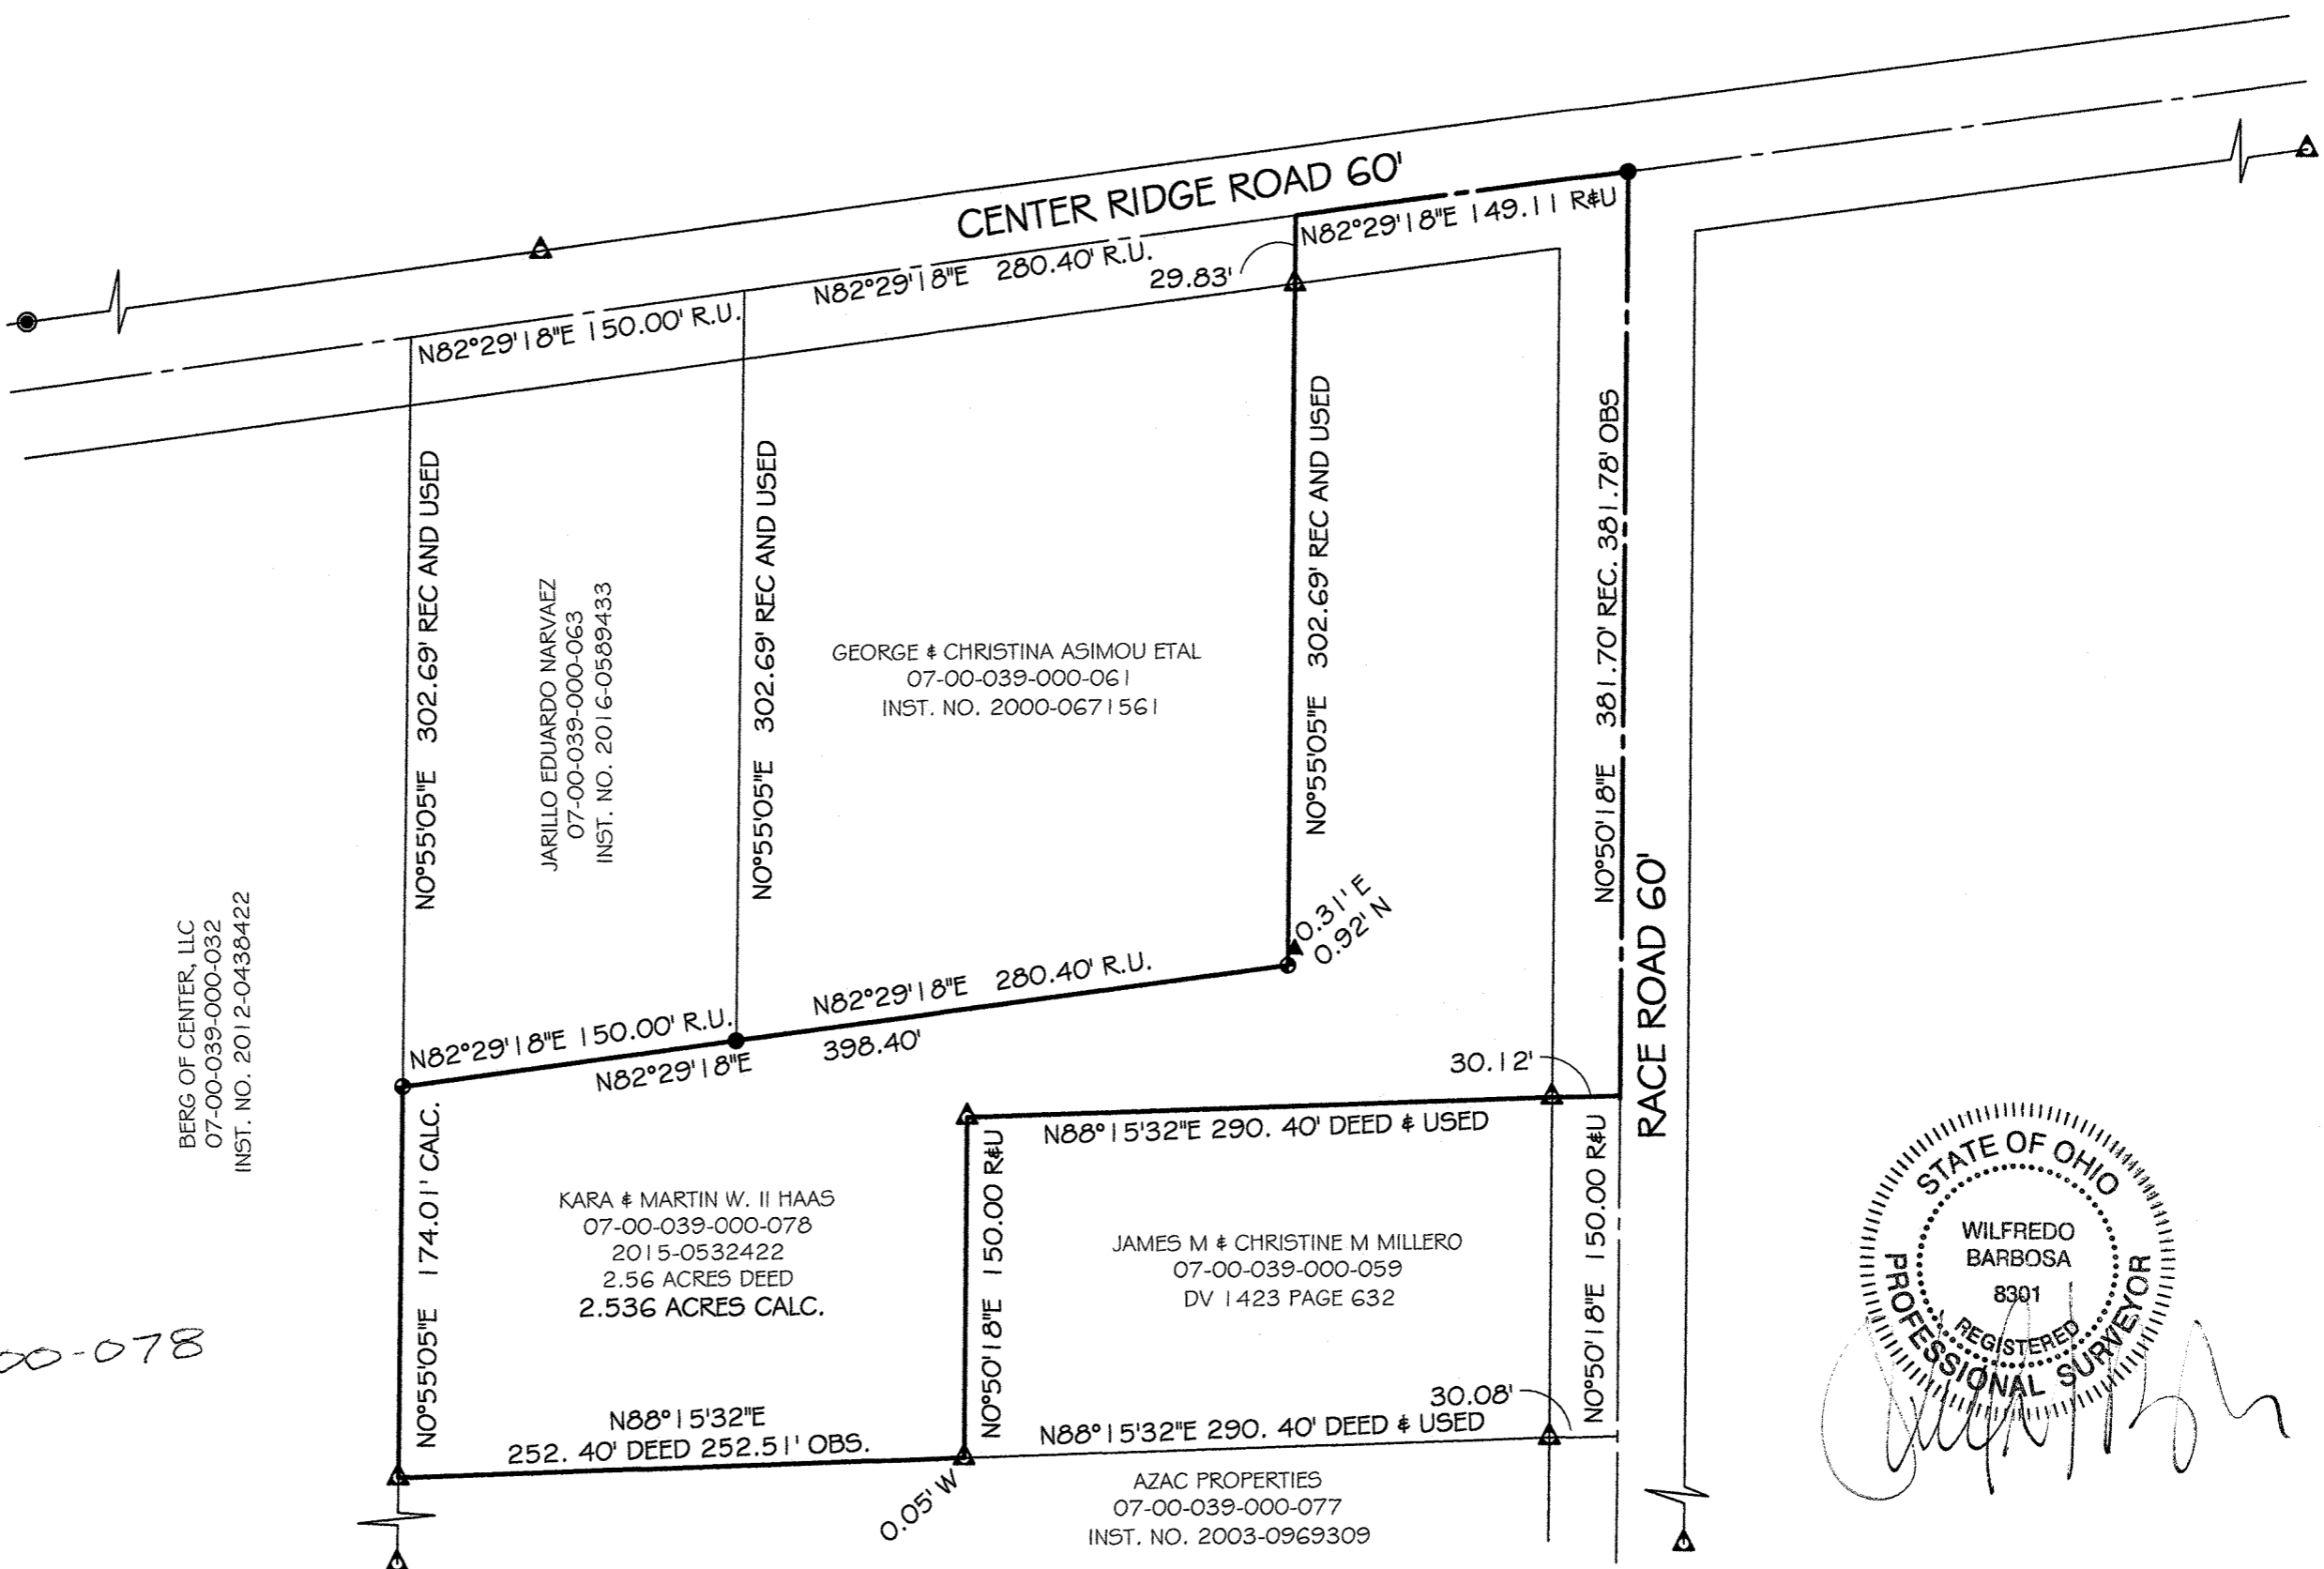 CENTER RIDGE ROAD 60'
N82°29'18"E 149.11 R&U
N82°29'18"E 280.40' R.U.
29.83'
N82°29'18"E 150.00' R.U.
N0°55'05"E 302.69' REC AND USED
JARILLO EDUARDO NARVAEZ
07-00-039-000-063
INST. NO. 2016-0589433
N0°55'05"E 302.69' REC AND USED
GEORGE & CHRISTINA ASIMOU ETAL
07-00-039-000-061
INST. NO. 2000-0671561
N0°55'05"E 302.69' REC AND USED
N0°50'18"E 381.70' REC. 381.78' OBS
RACE ROAD 60'
BERG OF CENTER, LLC
07-00-039-000-032
INST. NO. 2012-0438422
0.31' E
0.92' N
N82°29'18"E 150.00' R.U.
N82°29'18"E 280.40' R.U.
N82°29'18"E 398.40'
30.12'
N88°15'32"E 290. 40' DEED & USED
N0°55'05"E 174.01' CALC.
KARA & MARTIN W. II HAAS
07-00-039-000-078
2015-0532422
2.56 ACRES DEED
2.536 ACRES CALC.
N0°50'18"E 150.00 R&U
JAMES M & CHRISTINE M MILLERO
07-00-039-000-059
DV 1423 PAGE 632
N0°50'18"E 150.00 R&U
00-078
N88°15'32"E
252. 40' DEED 252.51' OBS.
30.08'
N88°15'32"E 290. 40' DEED & USED
0.05' W
AZAC PROPERTIES
07-00-039-000-077
INST. NO. 2003-0969309
STATE OF OHIO
WILFREDO
BARBOSA
8301
REGISTERED
PROFESSIONAL SURVEYOR